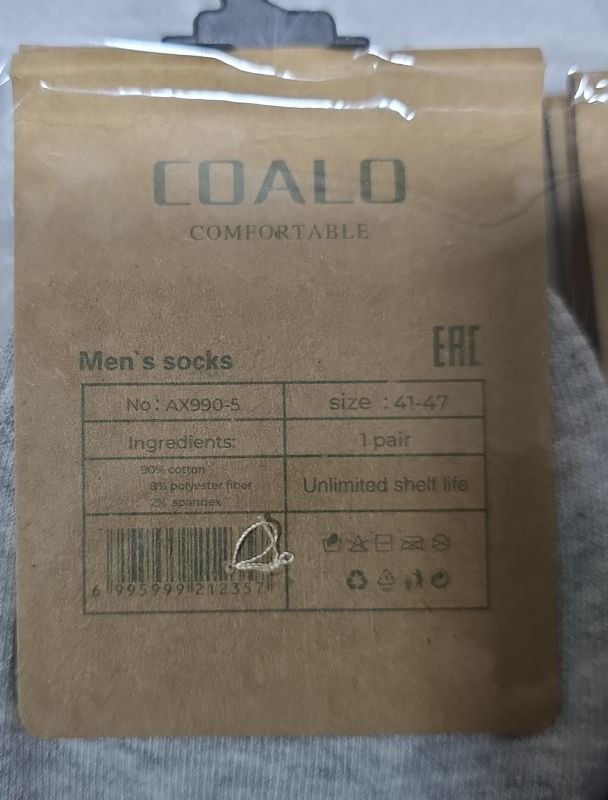 COALO
COMFORTABLE
EAC
Men`s socks
No: AX990-5
size : 41-47
Ingredients:
1 pair
90% cotton
8% polyester fiber
2% spandex
Unlimited shelf life
6 995999 212357